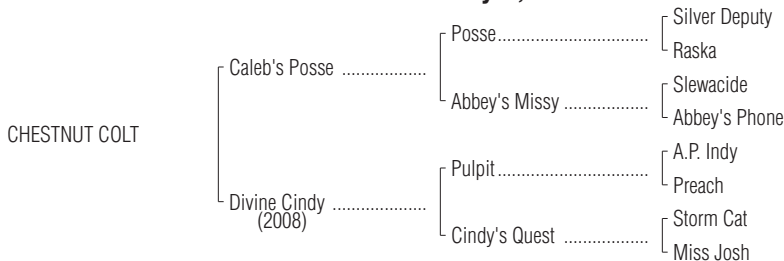 Silver Deputy
Posse
Raska
Caleb's Posse
Slewacide
Abbey's Missy
Abbey's Phone
CHESTNUT COLT
A.P. Indy
Pulpit
Preach
Divine Cindy
(2008)
Storm Cat
Cindy's Quest
Miss Josh